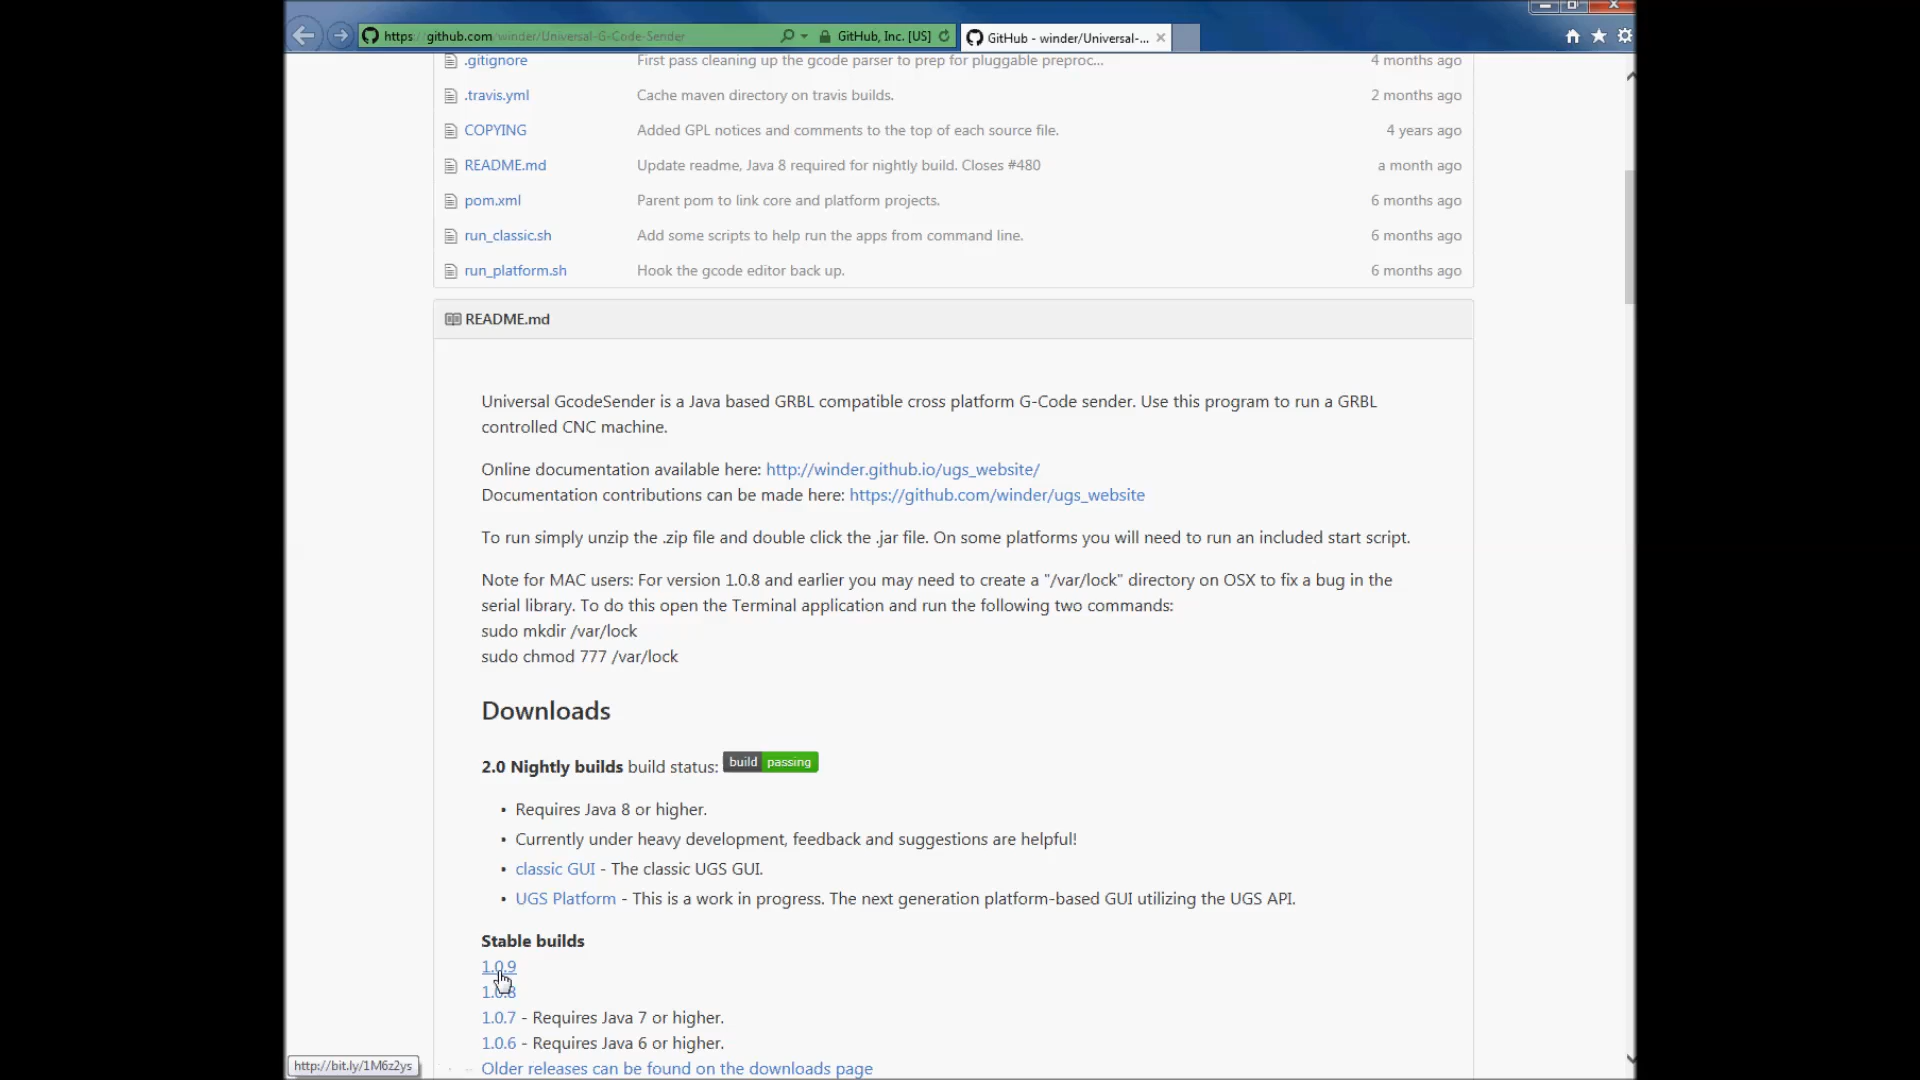 https://github.com/winder/Universal-G-Code-Sender
GitHub, Inc. [US]
GitHub - winder/Universal-...
.gitignore First pass cleaning up the gcode parser to prep for pluggable preproc... 4 months ago
.travis.yml Cache maven directory on travis builds. 2 months ago
COPYING Added GPL notices and comments to the top of each source file. 4 years ago
README.md Update readme, Java 8 required for nightly build. Closes #480 a month ago
pom.xml Parent pom to link core and platform projects. 6 months ago
run_classic.sh Add some scripts to help run the apps from command line. 6 months ago
run_platform.sh Hook the gcode editor back up. 6 months ago
README.md
Universal GcodeSender is a Java based GRBL compatible cross platform G-Code sender. Use this program to run a GRBL
controlled CNC machine.
Online documentation available here: http://winder.github.io/ugs_website/
Documentation contributions can be made here: https://github.com/winder/ugs_website
To run simply unzip the .zip file and double click the .jar file. On some platforms you will need to run an included start script.
Note for MAC users: For version 1.0.8 and earlier you may need to create a "/var/lock" directory on OSX to fix a bug in the
serial library. To do this open the Terminal application and run the following two commands:
sudo mkdir /var/lock
sudo chmod 777 /var/lock
Downloads
2.0 Nightly builds build status: build passing
• Requires Java 8 or higher.
• Currently under heavy development, feedback and suggestions are helpful!
• classic GUI - The classic UGS GUI.
• UGS Platform - This is a work in progress. The next generation platform-based GUI utilizing the UGS API.
Stable builds
1.0.9
1.0.8
1.0.7 - Requires Java 7 or higher.
1.0.6 - Requires Java 6 or higher.
Older releases can be found on the downloads page
http://bit.ly/1M6z2ys